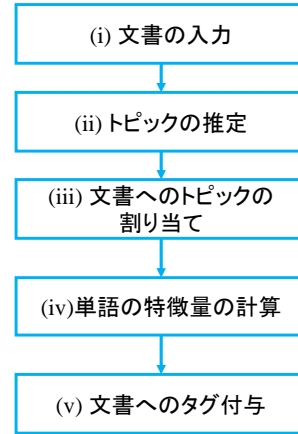 (i) 文書の入力
(ii) トピックの推定
(iii) 文書へのトピックの
割り当て
(iv)単語の特徴量の計算
(v) 文書へのタグ付与